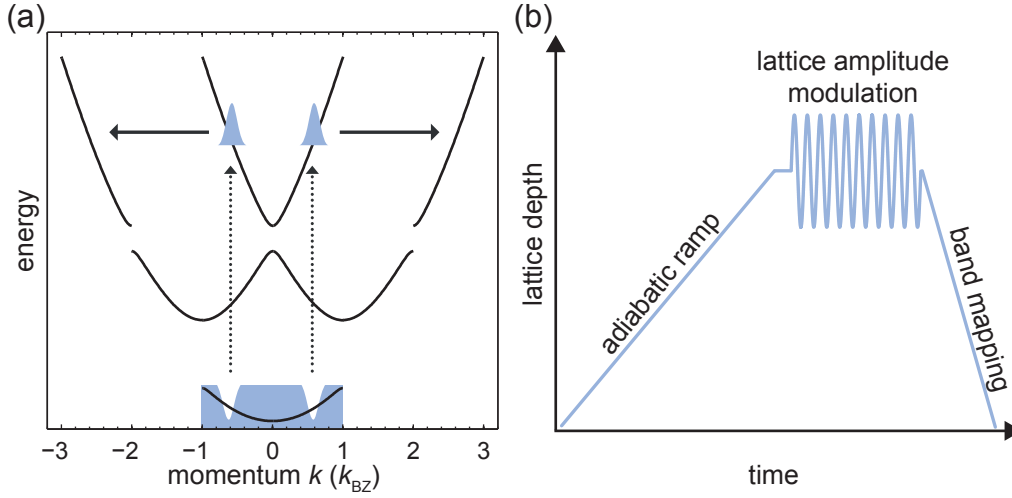 (a)
energy
−3 −2 −1 0 1 2 3
momentum k (kBZ)
(b)
lattice amplitude
modulation
lattice depth
adiabatic ramp
band mapping
time